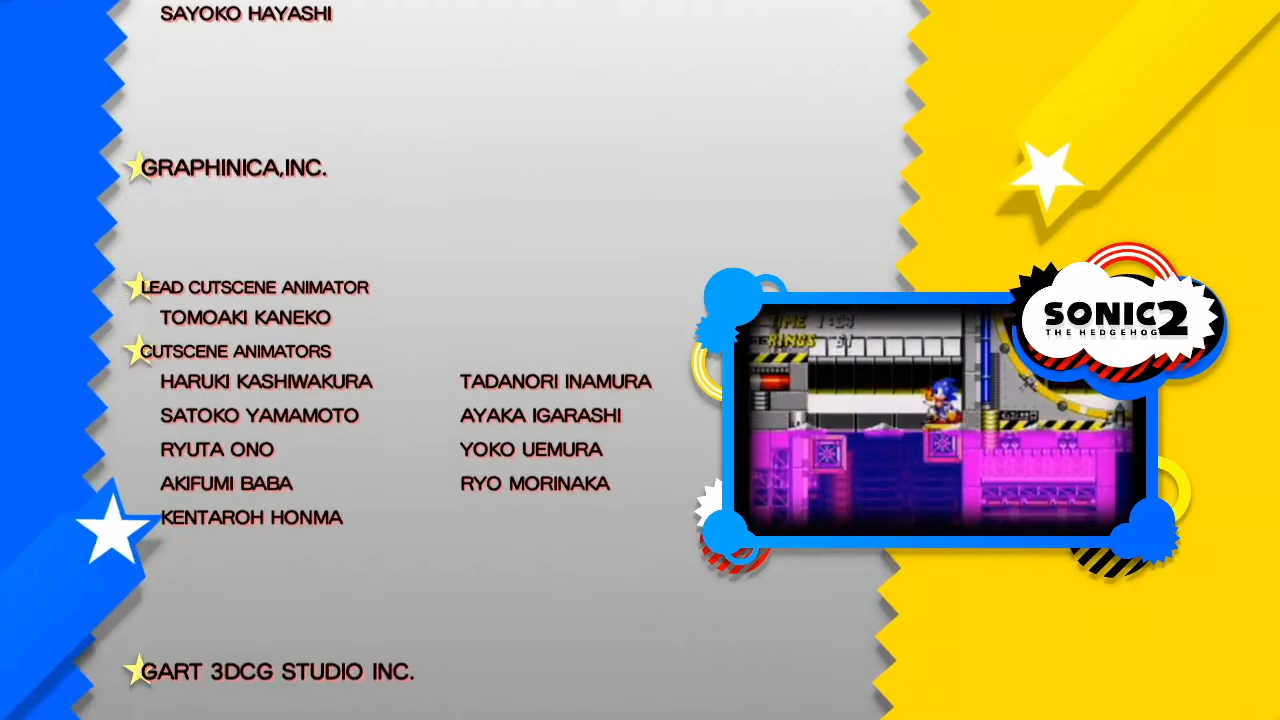 SAYOKO HAYASHI
GRAPHINICA,INC.
LEAD CUTSCENE ANIMATOR
TOMOAKI KANEKO
CUTSCENE ANIMATORS
HARUKI KASHIWAKURA TADANORI INAMURA
SATOKO YAMAMOTO AYAKA IGARASHI
RYUTA ONO YOKO UEMURA
AKIFUMI BABA RYO MORINAKA
KENTAROH HONMA
GART 3DCG STUDIO INC.
SONIC 2
THE HEDGEHOG
TIME
RINGS